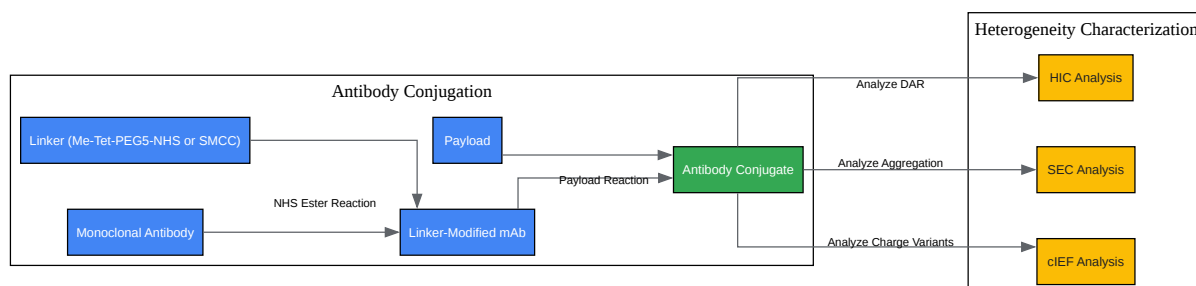 Heterogeneity Characterization
HIC Analysis
Analyze DAR
Antibody Conjugation
Linker (Me-Tet-PEG5-NHS or SMCC)
Payload
Antibody Conjugate
Analyze Aggregation
SEC Analysis
Payload Reaction
NHS Ester Reaction
Monoclonal Antibody
Linker-Modified mAb
Analyze Charge Variants
cIEF Analysis